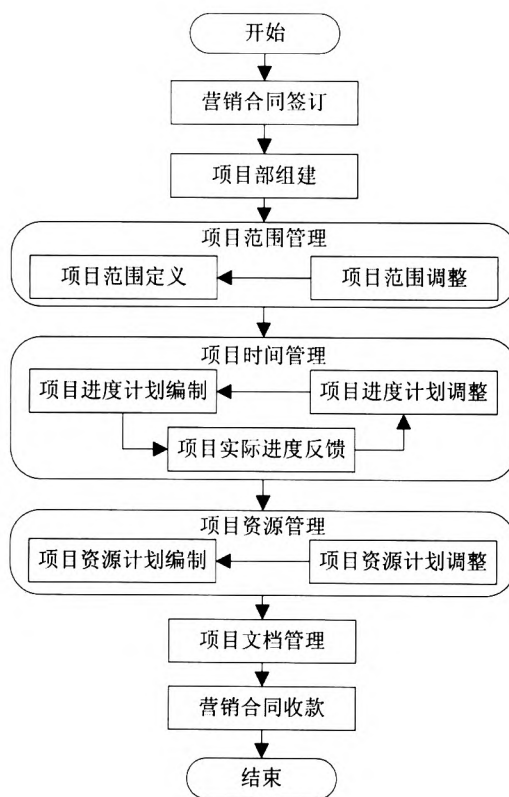 开始
营销合同签订
项目部组建
项目范围管理
项目范围定义
项目范围调整
项目时间管理
项目进度计划编制
项目进度计划调整
项目实际进度反馈
项目资源管理
项目资源计划编制
项目资源计划调整
项目文档管理
营销合同收款
结束